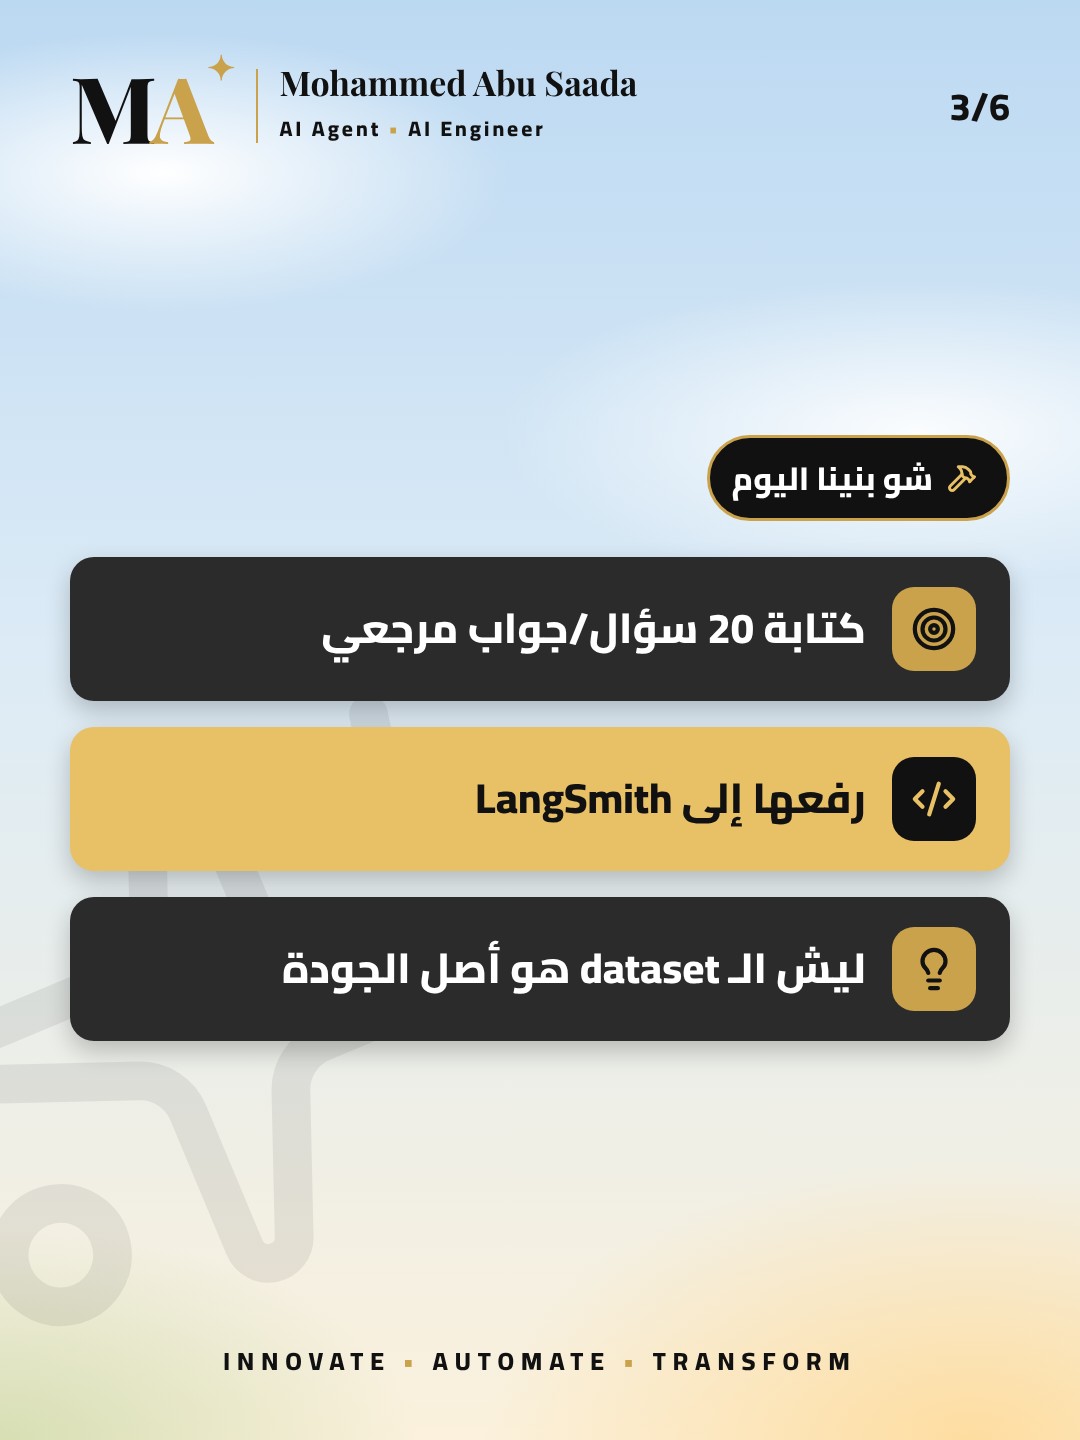 MA
Mohammed Abu Saada
AI Agent ▪ AI Engineer
3/6
شو بنينا اليوم
كتابة 20 سؤال/جواب مرجعي
رفعها إلى LangSmith
ليش الـ dataset هو أصل الجودة
INNOVATE ▪ AUTOMATE ▪ TRANSFORM